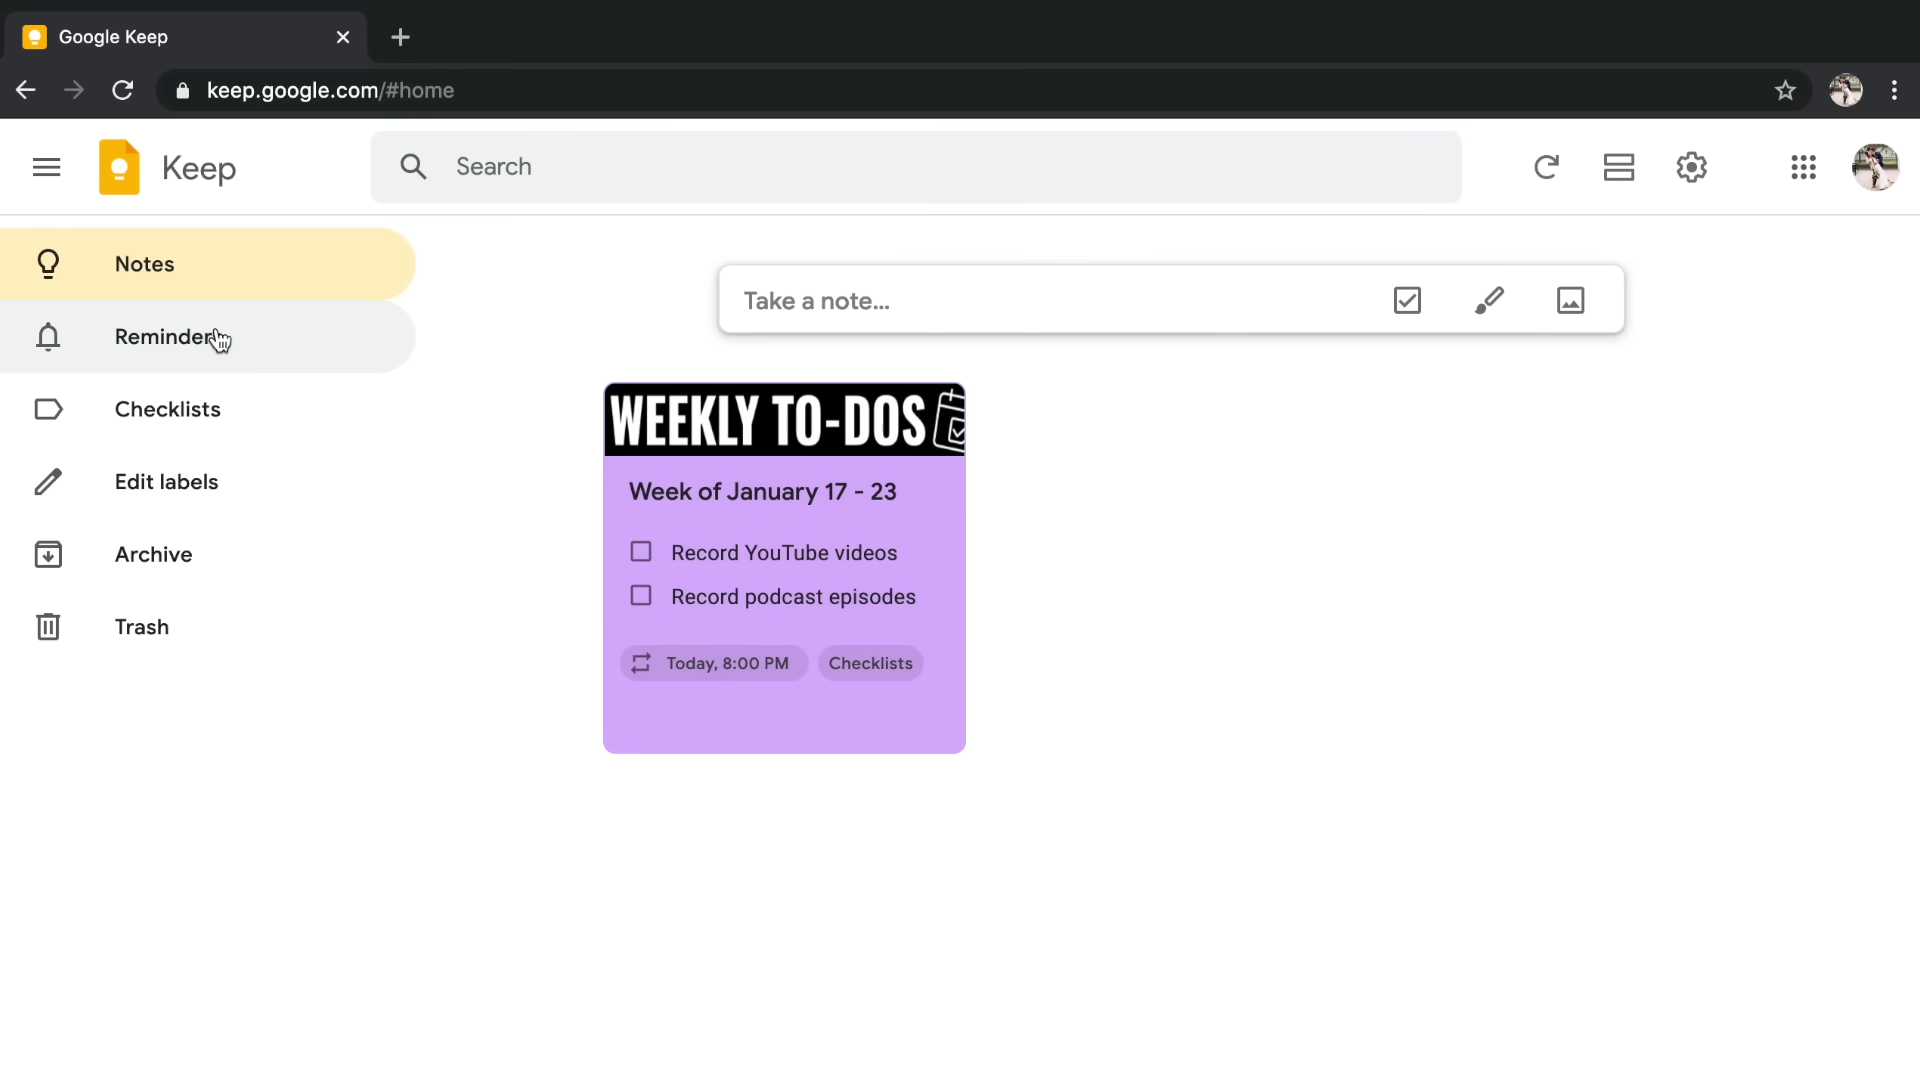 Google Keep
keep.google.com/#home
Keep
Search
Notes
Reminder
Checklists
Edit labels
Archive
Trash
Take a note...
WEEKLY TO-DOS
Week of January 17 - 23
Record YouTube videos
Record podcast episodes
Today, 8:00 PM
Checklists